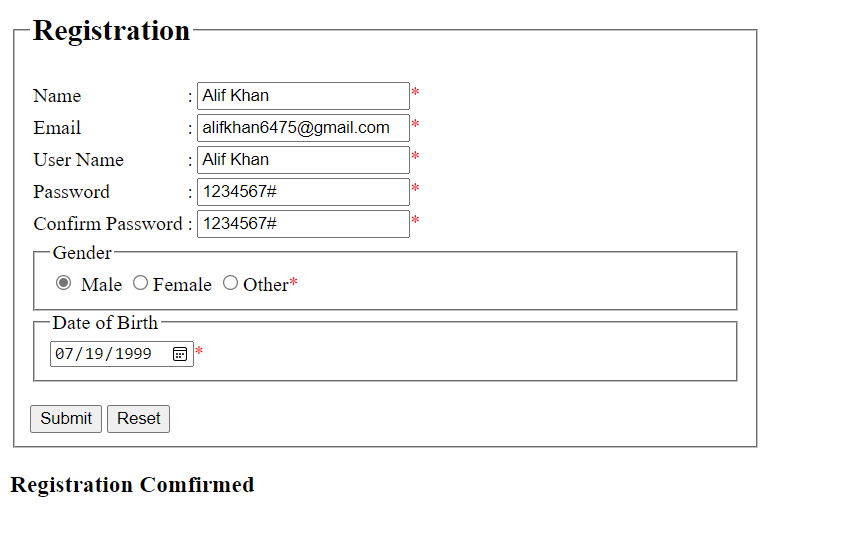 Registration
Name : Alif Khan*
Email : alifkhan6475@gmail.com*
User Name : Alif Khan*
Password : 1234567#*
Confirm Password : 1234567#*
Gender
Male Female Other*
Date of Birth
07/19/1999 *
Submit Reset
Registration Comfirmed